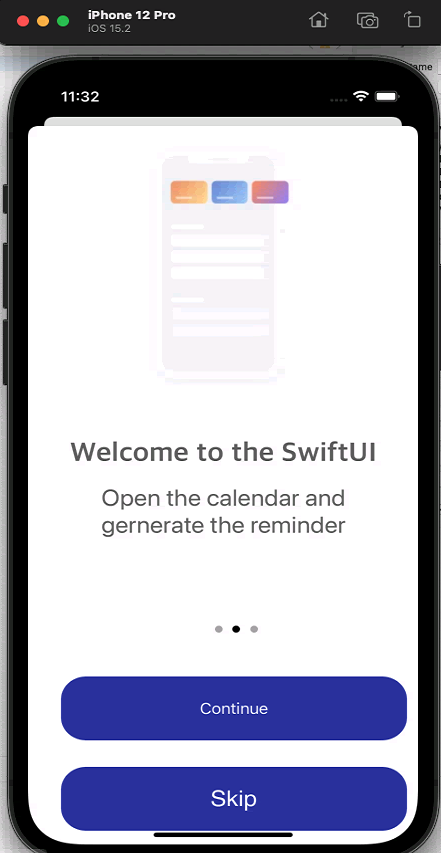 iPhone 12 Pro
iOS 15.2
ame
11:32
Welcome to the SwiftUI
Open the calendar and
gernerate the reminder
Continue
Skip